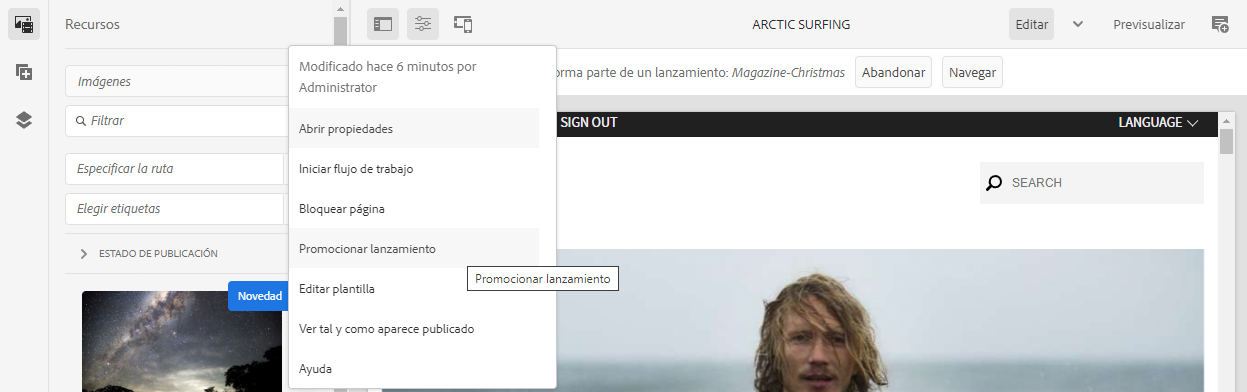 Recursos
Imágenes
Filtrar
Especificar la ruta
Elegir etiquetas
ESTADO DE PUBLICACIÓN
Novedad
ARCTIC SURFING
Editar
Previsualizar
Modificado hace 6 minutos por
Administrator
Abrir propiedades
Iniciar flujo de trabajo
Bloquear página
Promocionar lanzamiento
Promocionar lanzamiento
Editar plantilla
Ver tal y como aparece publicado
Ayuda
orma parte de un lanzamiento: Magazine-Christmas
Abandonar
Navegar
SIGN OUT
LANGUAGE
SEARCH